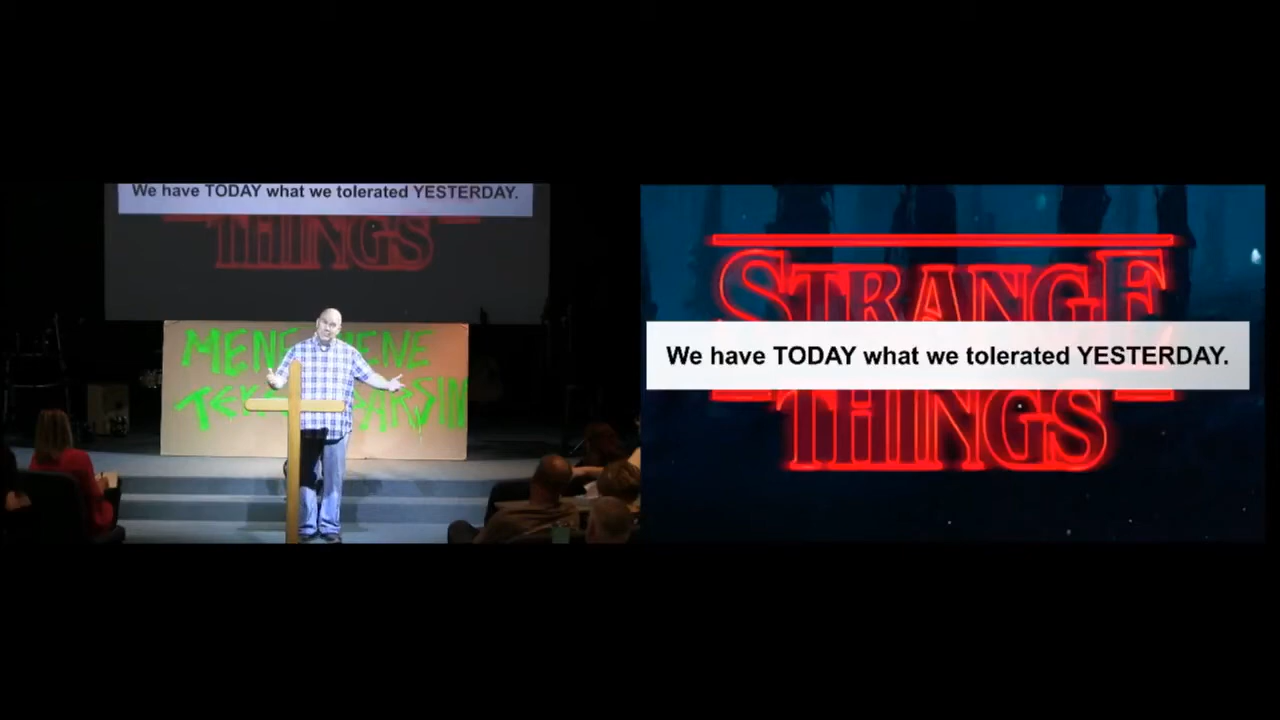 We have TODAY what we tolerated YESTERDAY.
THINGS
MENE MENE
STRANGE
We have TODAY what we tolerated YESTERDAY.
THINGS